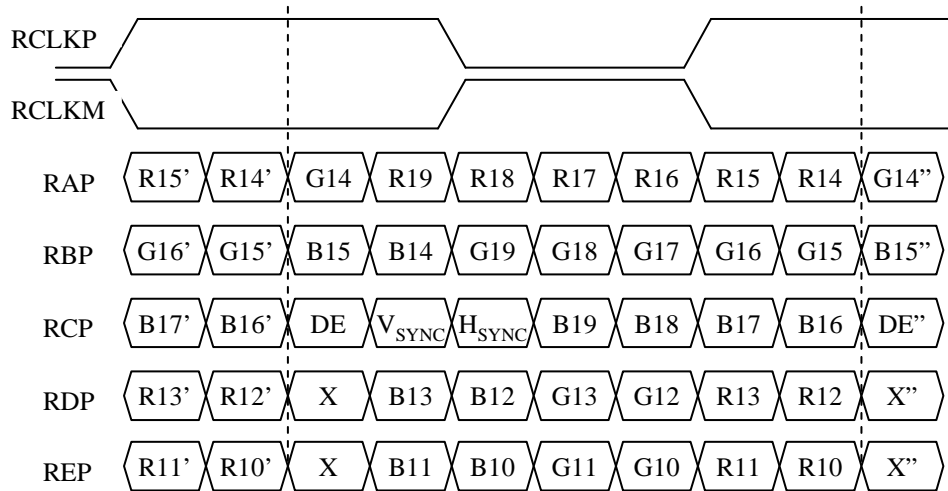 RCLKP
RCLKM
RAP R15’ R14’ G14 R19 R18 R17 R16 R15 R14 G14”
RBP G16’ G15’ B15 B14 G19 G18 G17 G16 G15 B15”
RCP B17’ B16’ DE VSYNC HSYNC B19 B18 B17 B16 DE”
RDP R13’ R12’ X B13 B12 G13 G12 R13 R12 X”
REP R11’ R10’ X B11 B10 G11 G10 R11 R10 X”